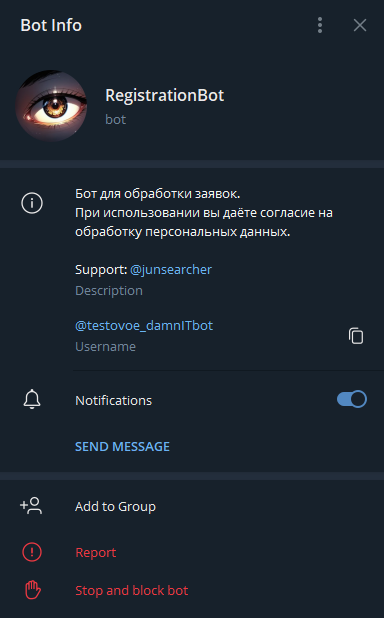 Bot Info
RegistrationBot
bot
Бот для обработки заявок.
При использовании вы даёте согласие на
обработку персональных данных.
Support: @junsearcher
Description
@testovoe_damnITbot
Username
Notifications
SEND MESSAGE
Add to Group
Report
Stop and block bot